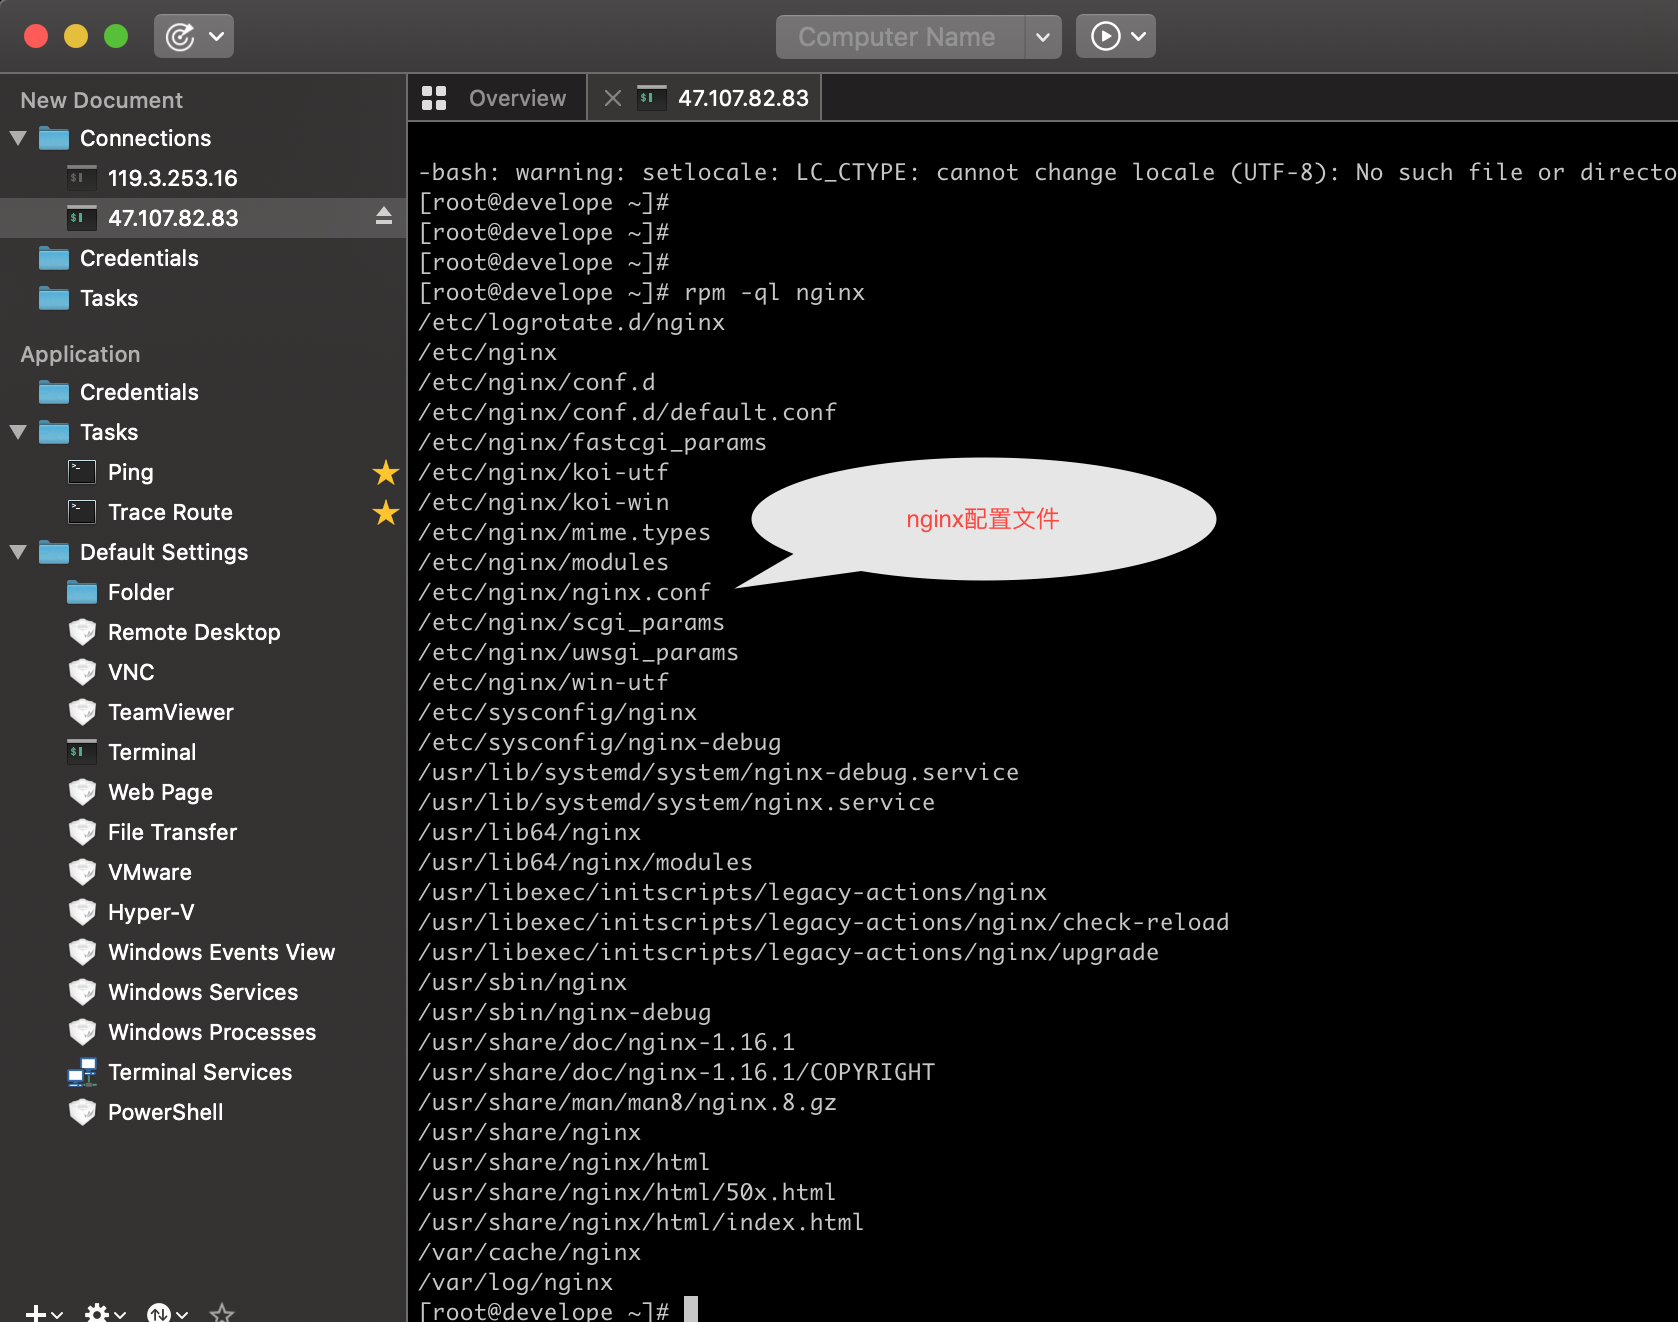 Computer Name
New Document
Connections
119.3.253.16
47.107.82.83
Credentials
Tasks
Application
Credentials
Tasks
Ping
Trace Route
Default Settings
Folder
Remote Desktop
VNC
TeamViewer
Terminal
Web Page
File Transfer
VMware
Hyper-V
Windows Events View
Windows Services
Windows Processes
Terminal Services
PowerShell
Overview
47.107.82.83
-bash: warning: setlocale: LC_CTYPE: cannot change locale (UTF-8): No such file or directo
[root@develope ~]#
[root@develope ~]#
[root@develope ~]#
[root@develope ~]# rpm -ql nginx
/etc/logrotate.d/nginx
/etc/nginx
/etc/nginx/conf.d
/etc/nginx/conf.d/default.conf
/etc/nginx/fastcgi_params
/etc/nginx/koi-utf
/etc/nginx/koi-win
nginx配置文件
/etc/nginx/mime.types
/etc/nginx/modules
/etc/nginx/nginx.conf
/etc/nginx/scgi_params
/etc/nginx/uwsgi_params
/etc/nginx/win-utf
/etc/sysconfig/nginx
/etc/sysconfig/nginx-debug
/usr/lib/systemd/system/nginx-debug.service
/usr/lib/systemd/system/nginx.service
/usr/lib64/nginx
/usr/lib64/nginx/modules
/usr/libexec/initscripts/legacy-actions/nginx
/usr/libexec/initscripts/legacy-actions/nginx/check-reload
/usr/libexec/initscripts/legacy-actions/nginx/upgrade
/usr/sbin/nginx
/usr/sbin/nginx-debug
/usr/share/doc/nginx-1.16.1
/usr/share/doc/nginx-1.16.1/COPYRIGHT
/usr/share/man/man8/nginx.8.gz
/usr/share/nginx
/usr/share/nginx/html
/usr/share/nginx/html/50x.html
/usr/share/nginx/html/index.html
/var/cache/nginx
/var/log/nginx
[root@develope ~]#